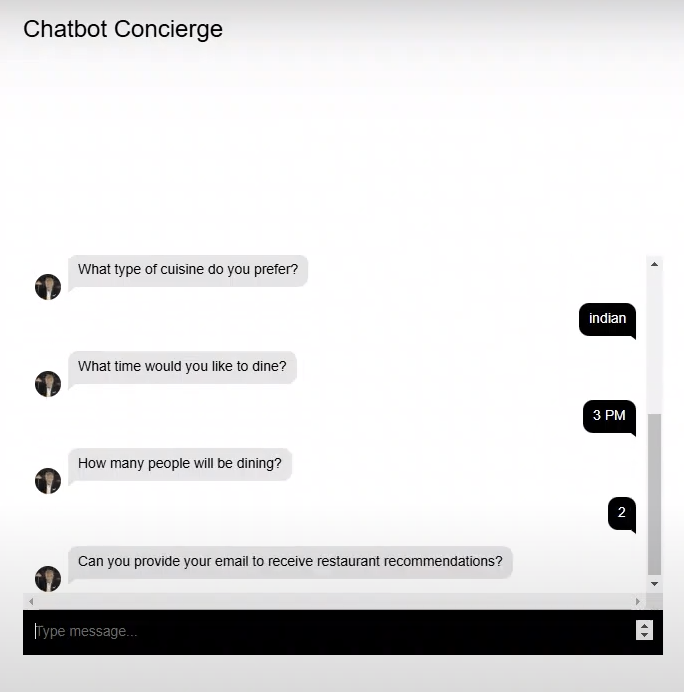 Chatbot Concierge
What type of cuisine do you prefer?
indian
What time would you like to dine?
3 PM
How many people will be dining?
2
Can you provide your email to receive restaurant recommendations?
Type message...